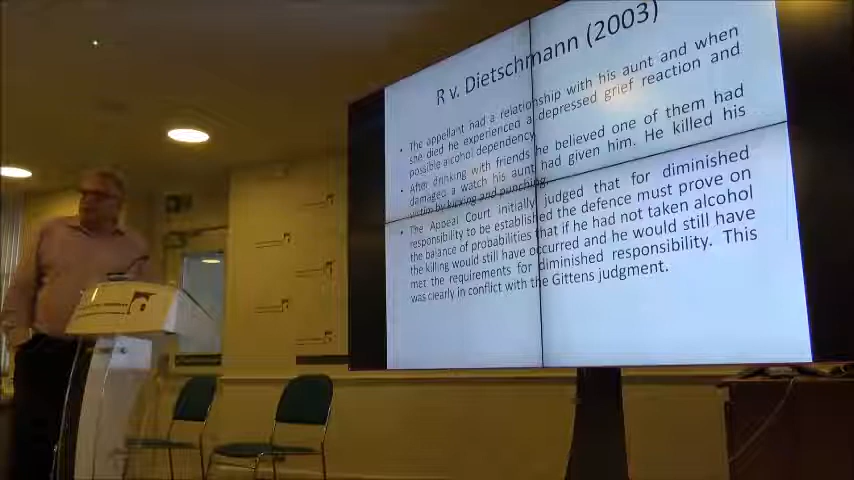 R v. Dietschmann, (2003)
• The appellant had a relationship with his aunt and when
she died he experienced a depressed grief reaction and
possible alcohol dependency.
• After drinking with friends he believed one of them had
damaged a watch his aunt had given him. He killed his
victim by kicking and punching.
• The Appeal Court initially judged that for diminished
responsibility to be established the defence must prove on
the balance of probabilities that if he had not taken alcohol
the killing would still have occurred and he would still have
met the requirements for diminished responsibility. This
was clearly in conflict with the Gittens judgment.